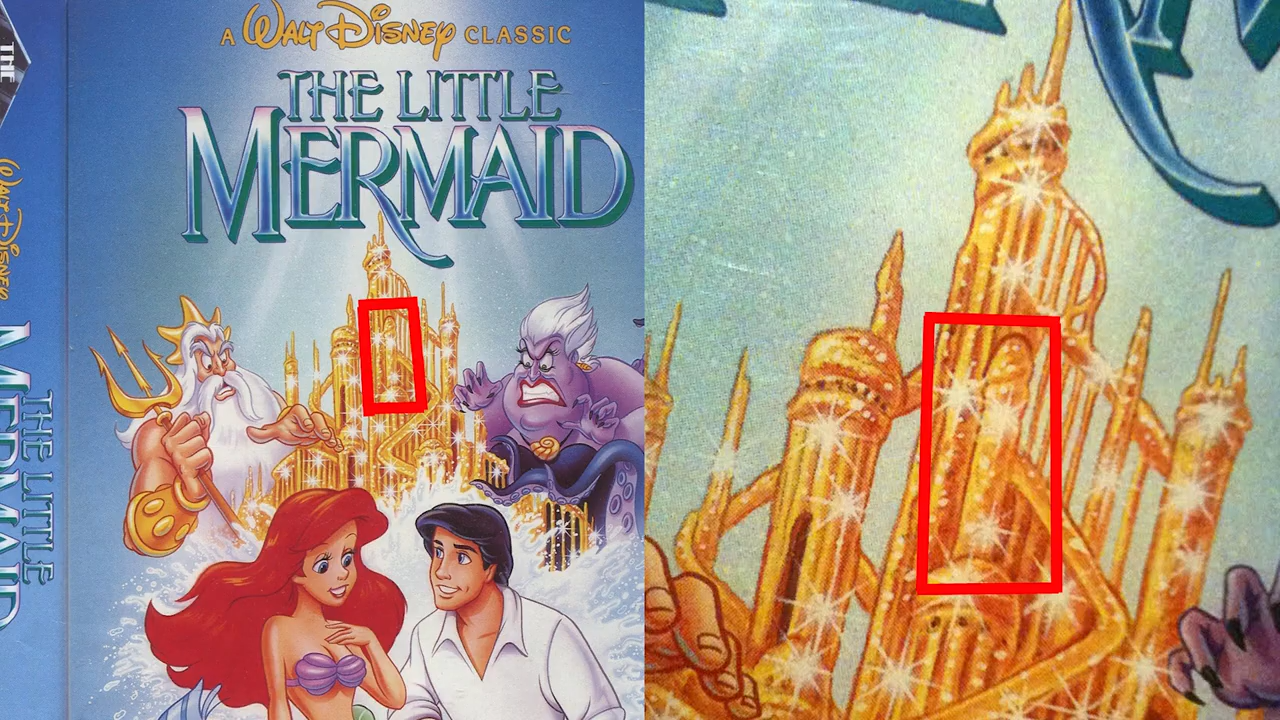 A WALT DISNEY CLASSIC
THE LITTLE
MERMAID
THE
WALT DISNEY
THE LITTLE
MERMAID